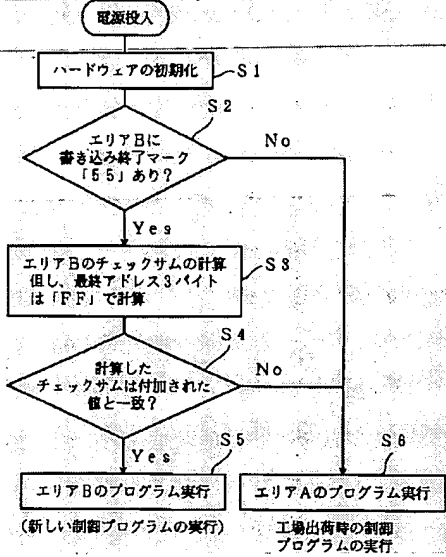 電源投入
ハードウェアの初期化
S1
S2
エリアBに
書き込み終了マーク
「55」あり?
No
Yes
エリアBのチェックサムの計算
但し、最終アドレス3バイト
は「FF」で計算
S3
S4
計算した
チェックサムは付加された
値と一致?
No
Yes
S5
S6
エリアBのプログラム実行
エリアAのプログラム実行
(新しい制御プログラムの実行)
工場出荷時の制御
プログラムの実行